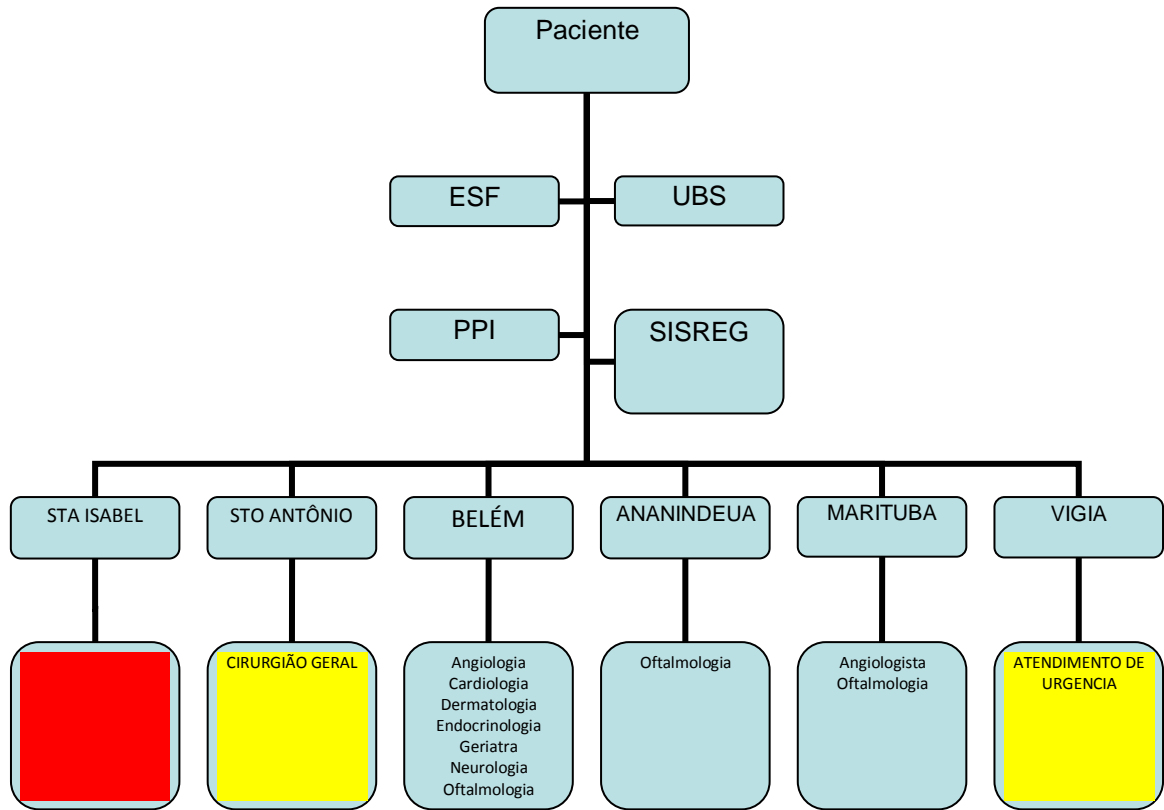 Paciente
ESF
UBS
PPI
SISREG
STA ISABEL
STO ANTÔNIO
BELÉM
ANANINDEUA
MARITUBA
VIGIA
CIRURGIÃO GERAL
Angiologia
Cardiologia
Dermatologia
Endocrinologia
Geriatra
Neurologia
Oftalmologia
Oftalmologia
Angiologista
Oftalmologia
ATENDIMENTO DE
URGENCIA